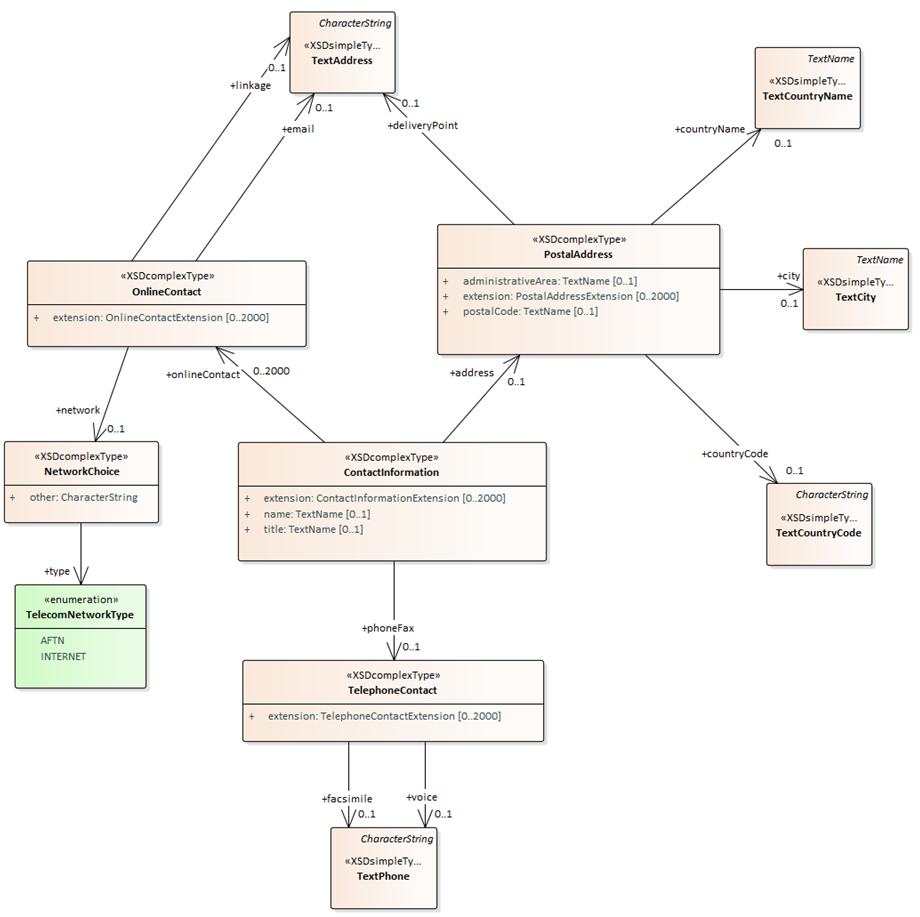 CharacterString
«XSDsimpleTy...
TextAddress
0..1
+linkage
0..1
+email
0..1
+deliveryPoint
TextName
«XSDsimpleTy...
TextCountryName
+countryName
0..1
«XSDcomplexType»
PostalAddress
+ administrativeArea: TextName [0..1]
+ extension: PostalAddressExtension [0..2000]
+ postalCode: TextName [0..1]
TextName
«XSDsimpleTy...
TextCity
+city
0..1
«XSDcomplexType»
OnlineContact
+ extension: OnlineContactExtension [0..2000]
+onlineContact
0..2000
+address
0..1
+network
0..1
«XSDcomplexType»
NetworkChoice
+ other: CharacterString
«XSDcomplexType»
ContactInformation
+ extension: ContactInformationExtension [0..2000]
+ name: TextName [0..1]
+ title: TextName [0..1]
+countryCode
0..1
CharacterString
«XSDsimpleTy...
TextCountryCode
+type
«enumeration»
TelecomNetworkType
AFTN
INTERNET
+phoneFax
0..1
«XSDcomplexType»
TelephoneContact
+ extension: TelephoneContactExtension [0..2000]
+facsimile
0..1
+voice
0..1
CharacterString
«XSDsimpleTy...
TextPhone